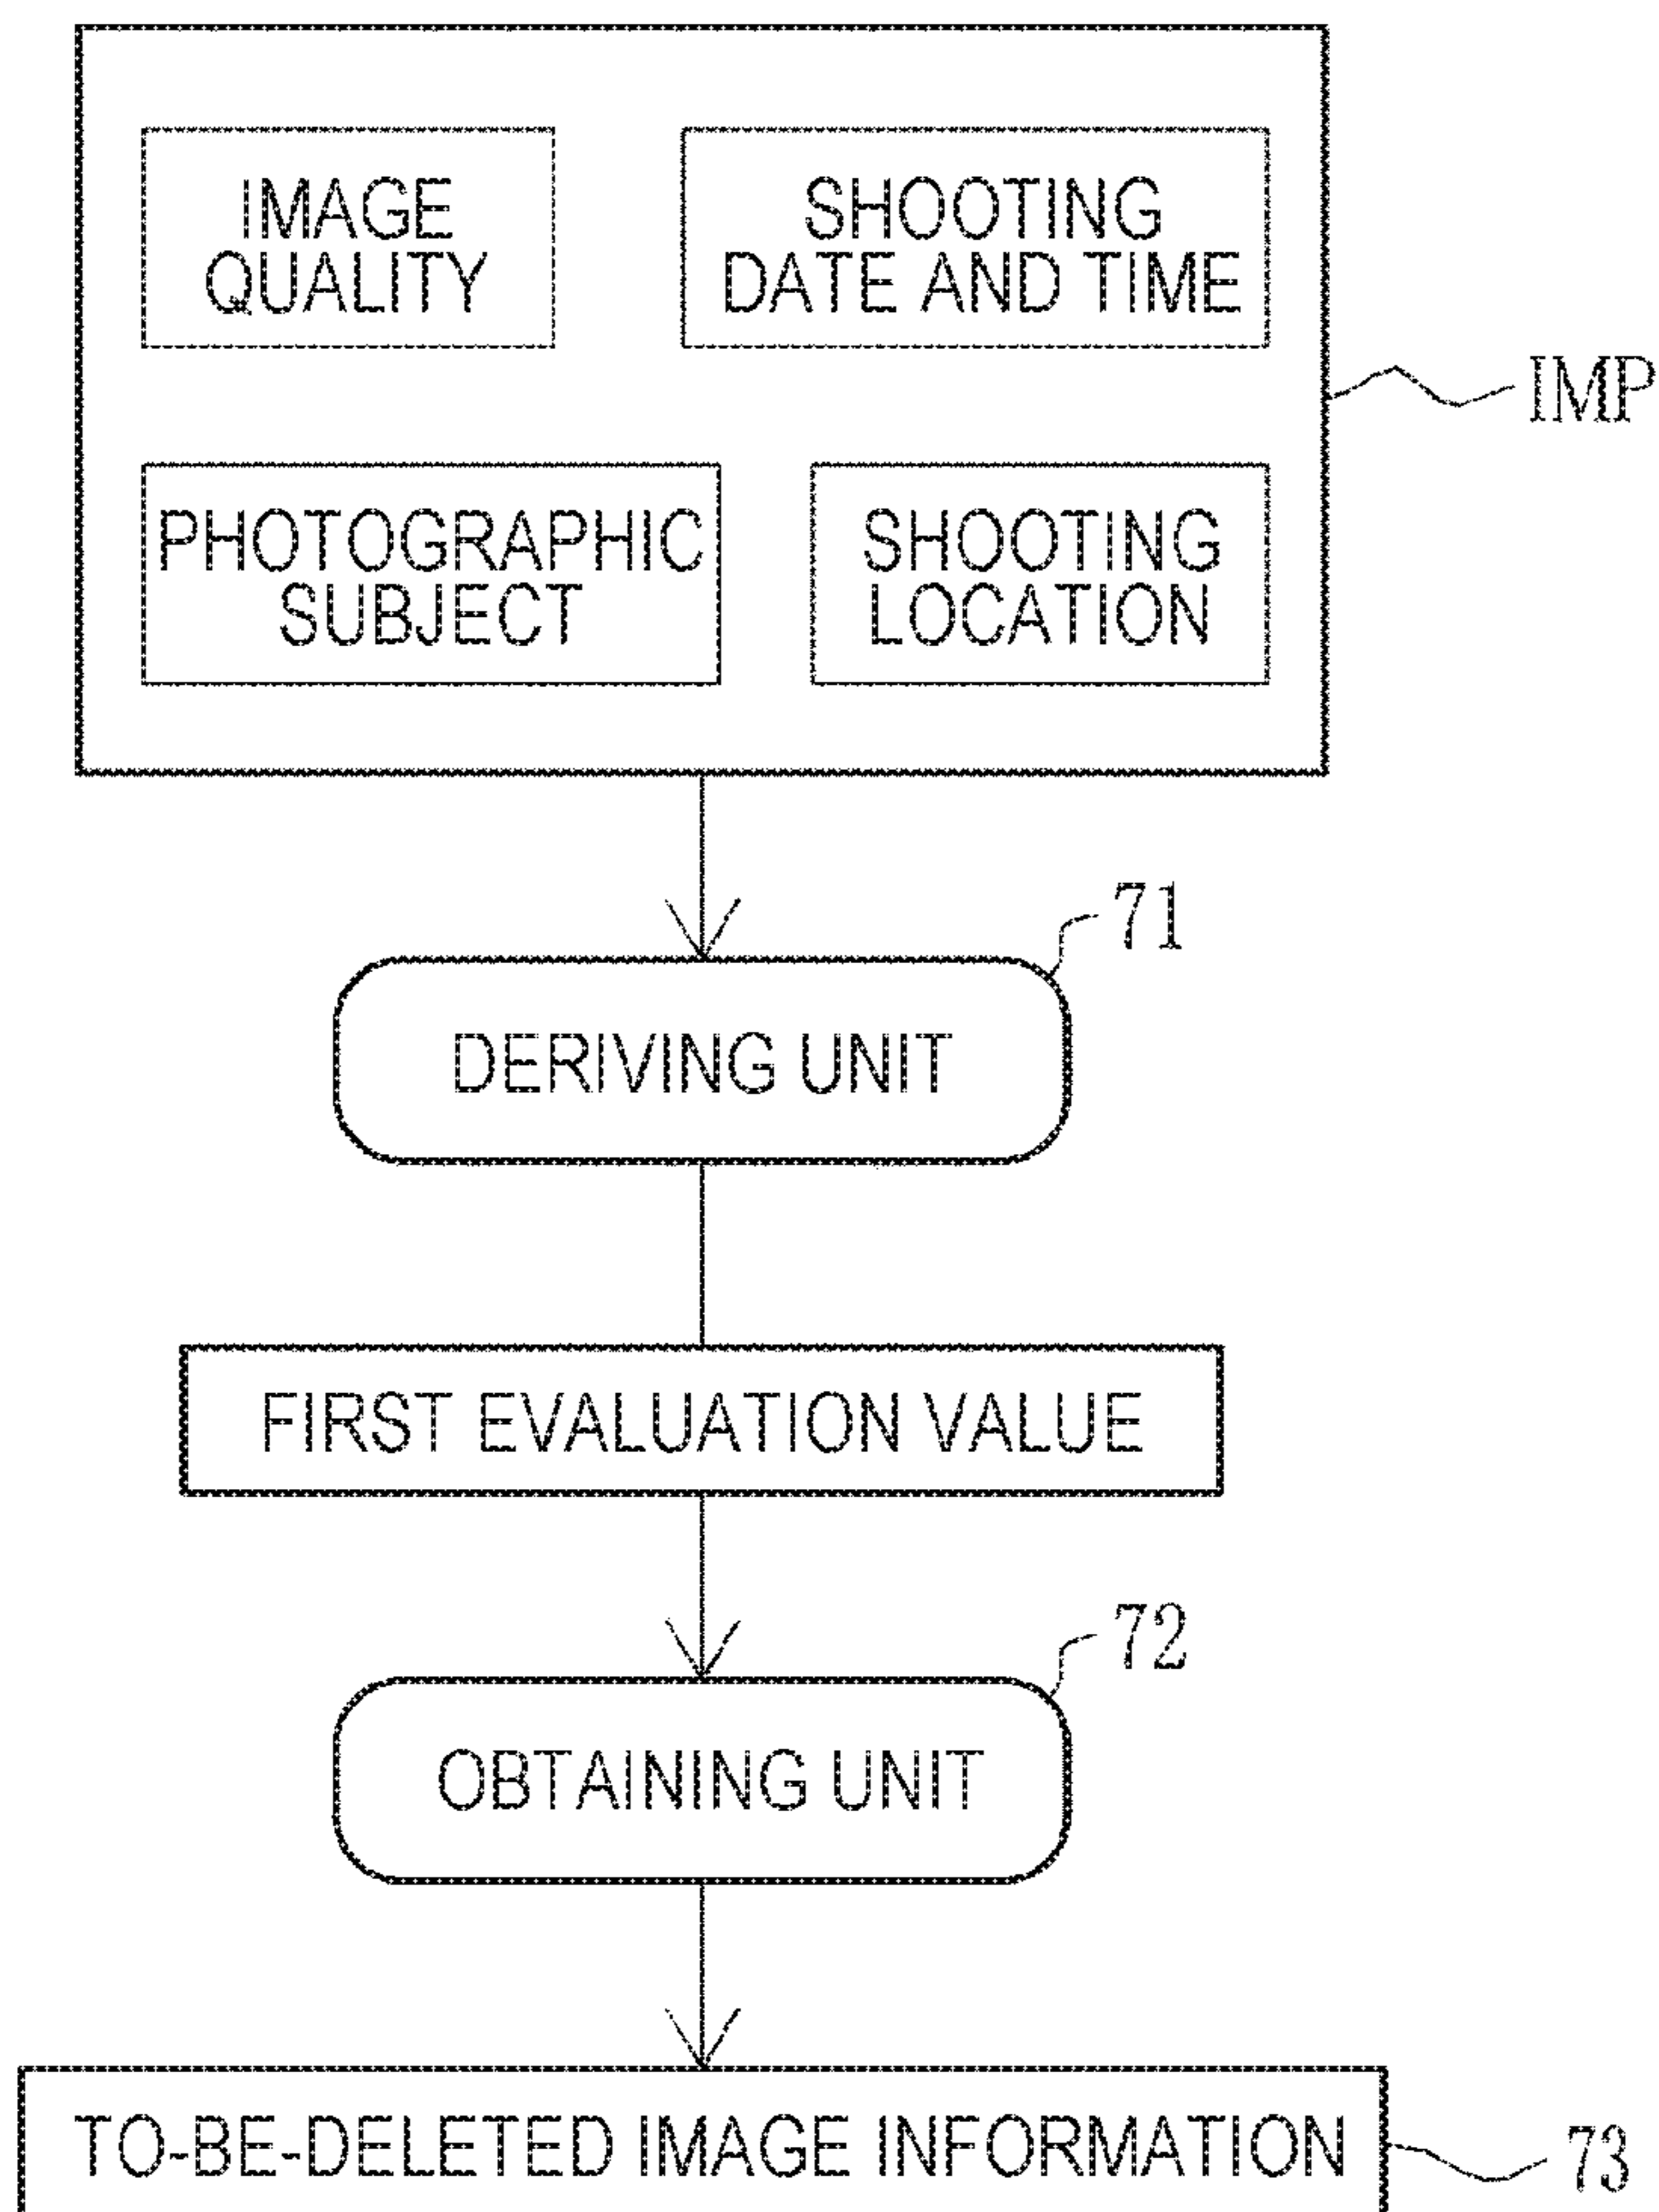 IMAGE
QUALITY
SHOOTING
DATE AND TIME
IMP
PHOTOGRAPHIC
SUBJECT
SHOOTING
LOCATION
71
DERIVING UNIT
FIRST EVALUATION VALUE
72
OBTAINING UNIT
TO-BE-DELETED IMAGE INFORMATION
73